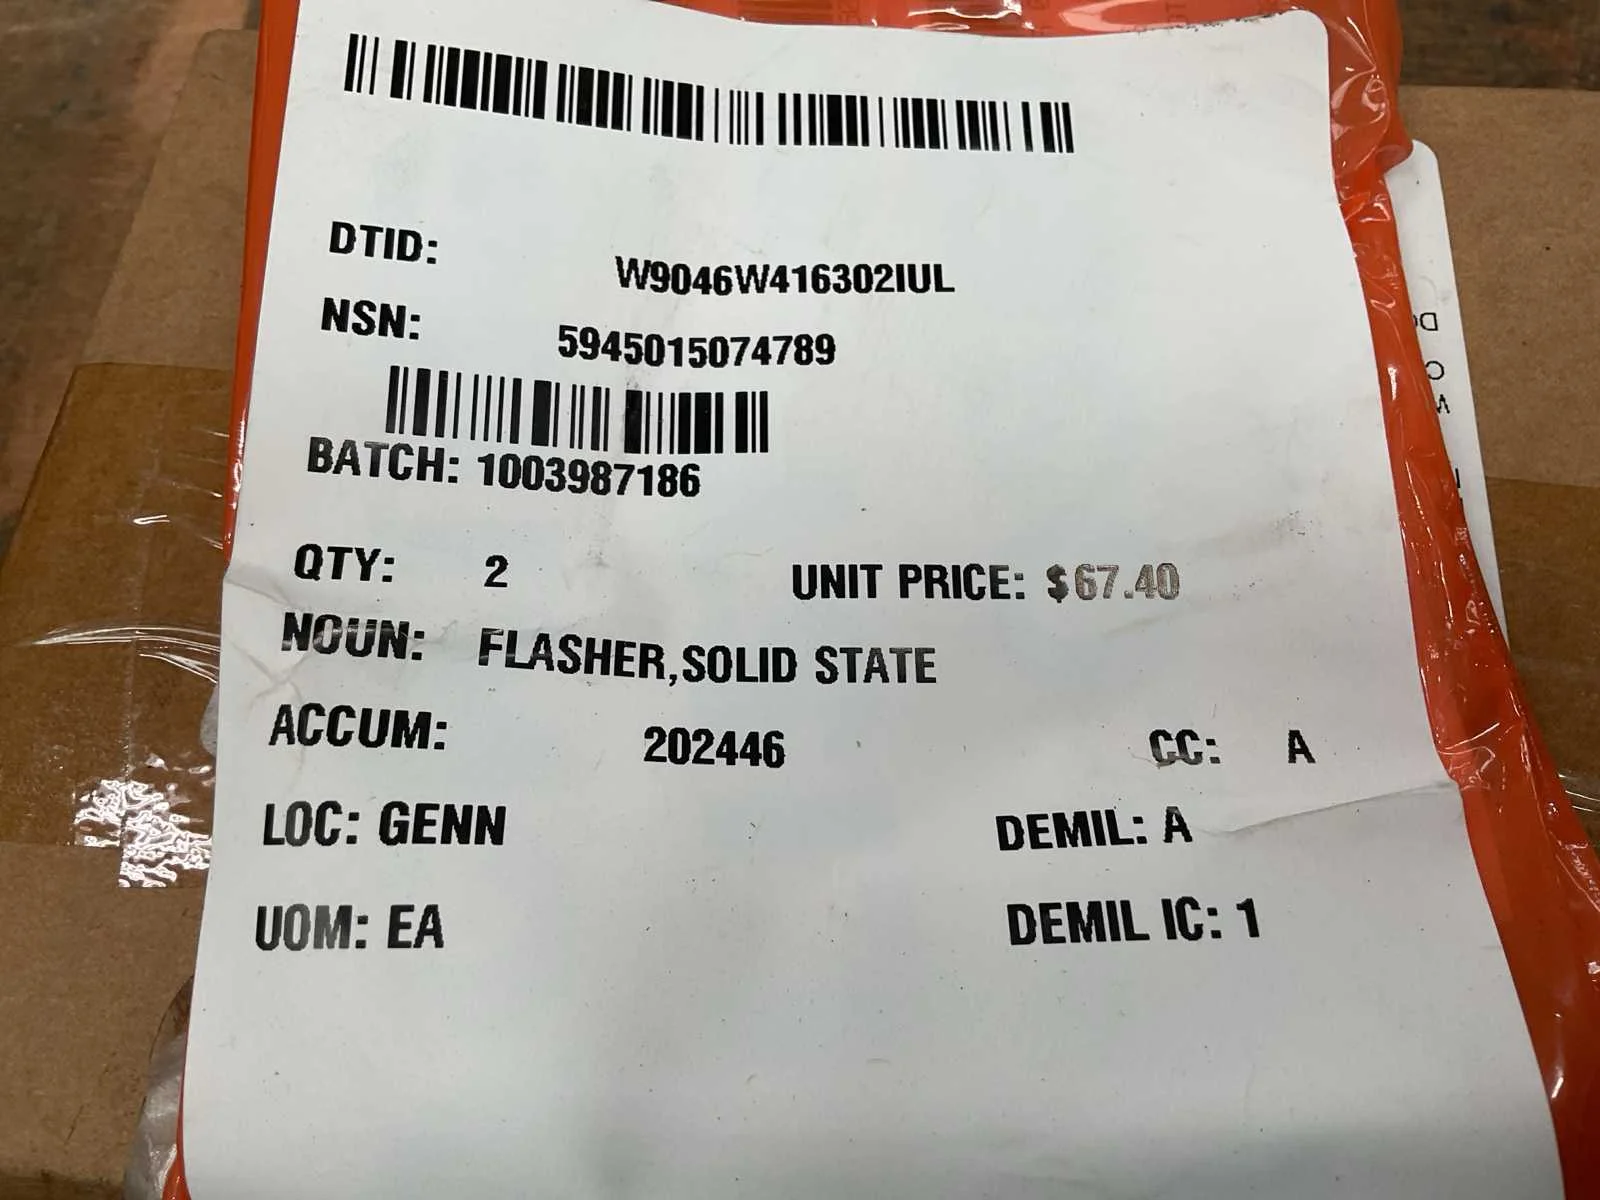 DTID: W9046W416302IUL
NSN: 5945015074789
BATCH: 1003987186
QTY: 2 UNIT PRICE: $67.40
NOUN: FLASHER,SOLID STATE
ACCUM: 202446 CC: A
LOC: GENN DEMIL: A
UOM: EA DEMIL IC: 1